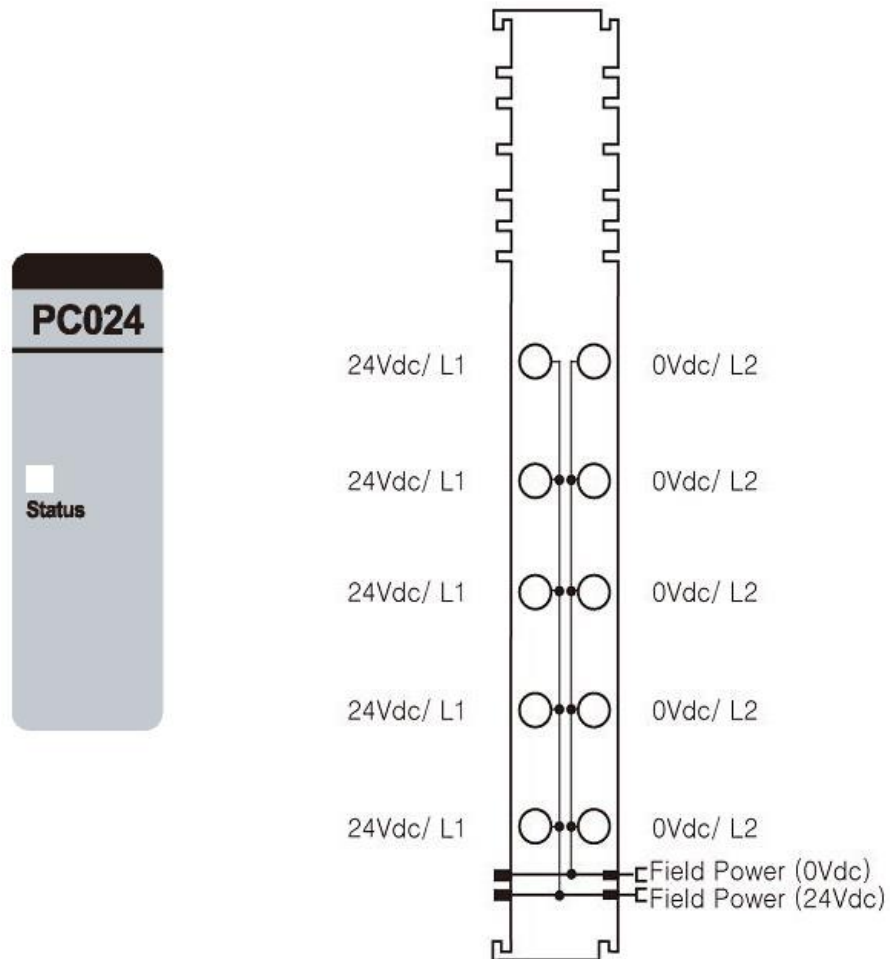 PC024
Status
24Vdc/ L1 0Vdc/ L2
24Vdc/ L1 0Vdc/ L2
24Vdc/ L1 0Vdc/ L2
24Vdc/ L1 0Vdc/ L2
24Vdc/ L1 0Vdc/ L2
Field Power (0Vdc)
Field Power (24Vdc)